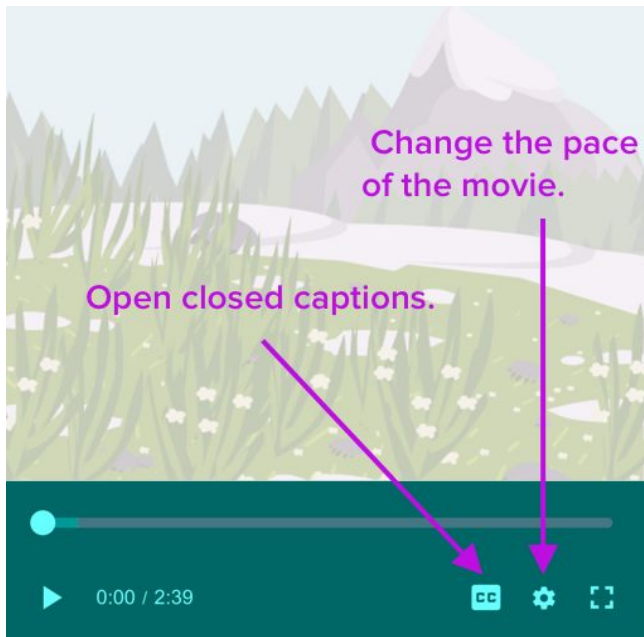 Change the pace
of the movie.
Open closed captions.
0:00 / 2:39
CC